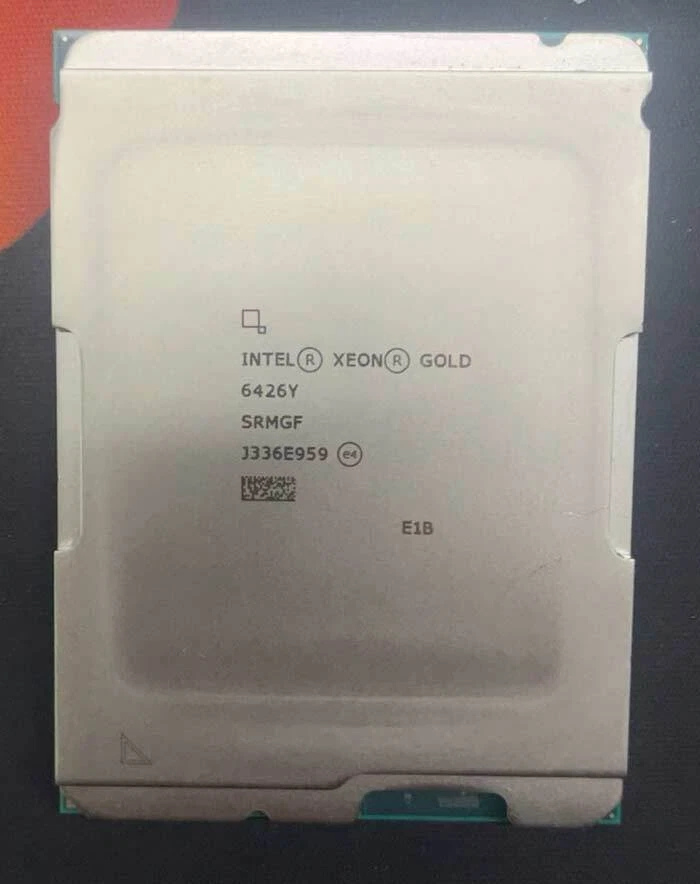 INTEL® XEON® GOLD
6426Y
SRMGF
J336E959 e4
E1B